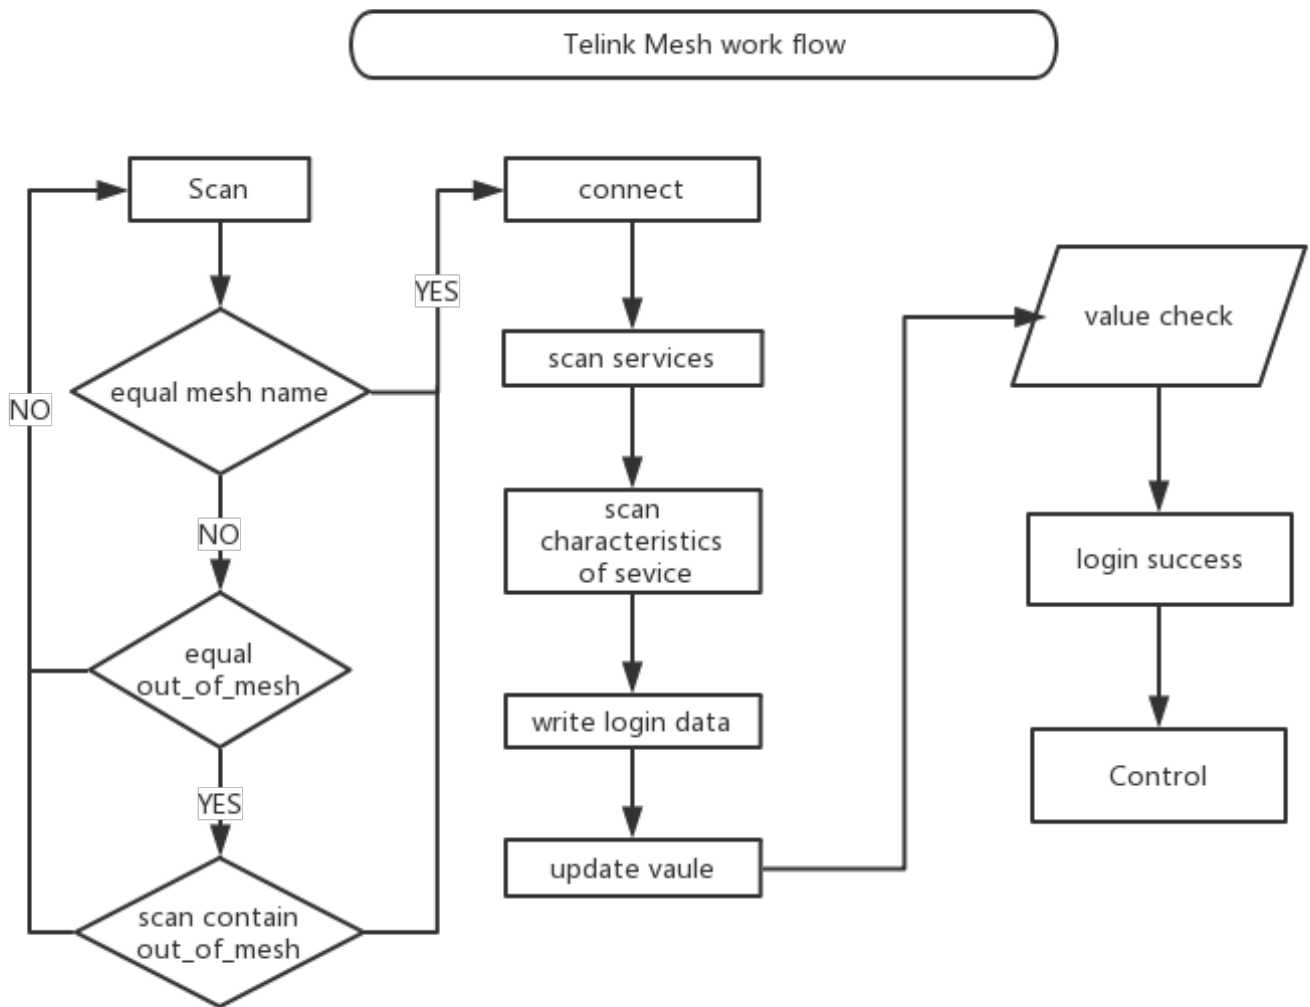 Telink Mesh work flow
Scan
equal mesh name
NO
NO
equal
out_of_mesh
YES
scan contain
out_of_mesh
YES
connect
scan services
scan
characteristics
of sevice
write login data
update vaule
value check
login success
Control